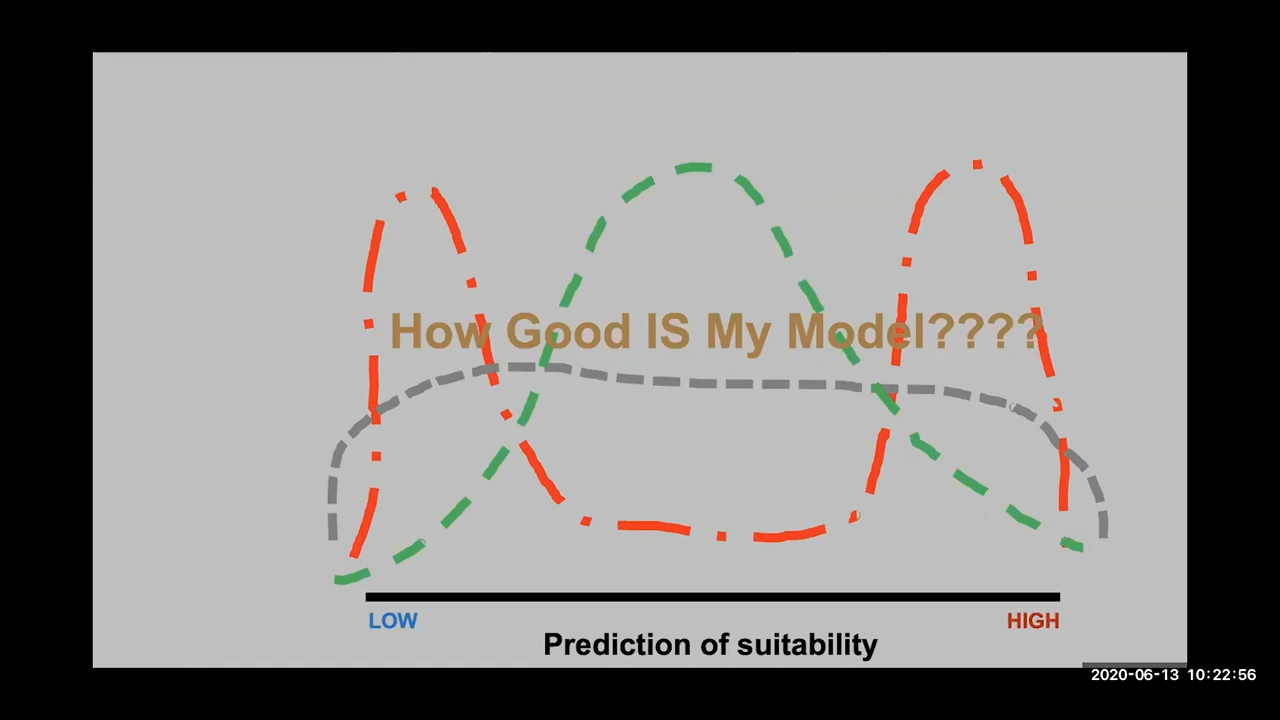 How Good IS My Model????
LOW
HIGH
Prediction of suitability
2020-06-13 10:22:56